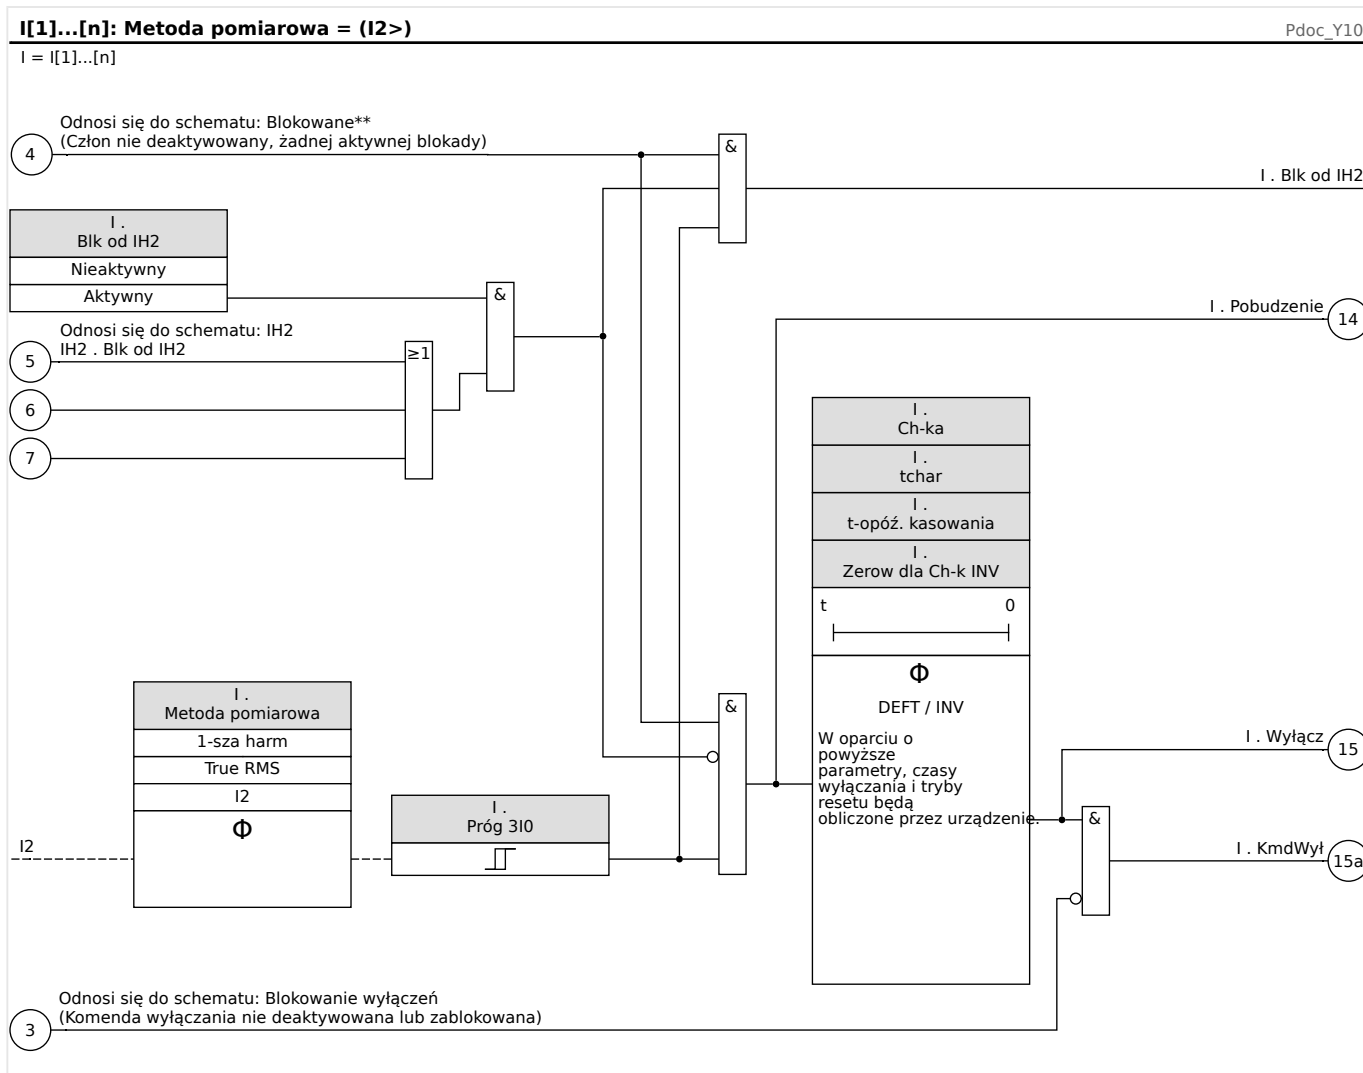 I[1]...[n]: Metoda pomiarowa = (I2>)
Pdoc_Y10
I = I[1]...[n]
Odnosi się do schematu: Blokowane**
(Człon nie deaktywowany, żadnej aktywnej blokady)
4
&
I . Blk od IH2
I .
Blk od IH2
Nieaktywny
Aktywny
&
I . Pobudzenie
14
Odnosi się do schematu: IH2
IH2 . Blk od IH2
5
≥1
6
7
I .
Ch-ka
I .
tchar
I .
t-opóź. kasowania
I .
Zerow dla Ch-k INV
t
0
Φ
DEFT / INV
W oparciu o
powyższe
parametry, czasy
wyłączania i tryby
resetu będą
obliczone przez urządzenie.
I .
Metoda pomiarowa
1-sza harm
True RMS
I2
Φ
I2
I .
Próg 3I0
&
I . Wyłącz
15
&
I . KmdWył
15a
Odnosi się do schematu: Blokowanie wyłączeń
(Komenda wyłączania nie deaktywowana lub zablokowana)
3